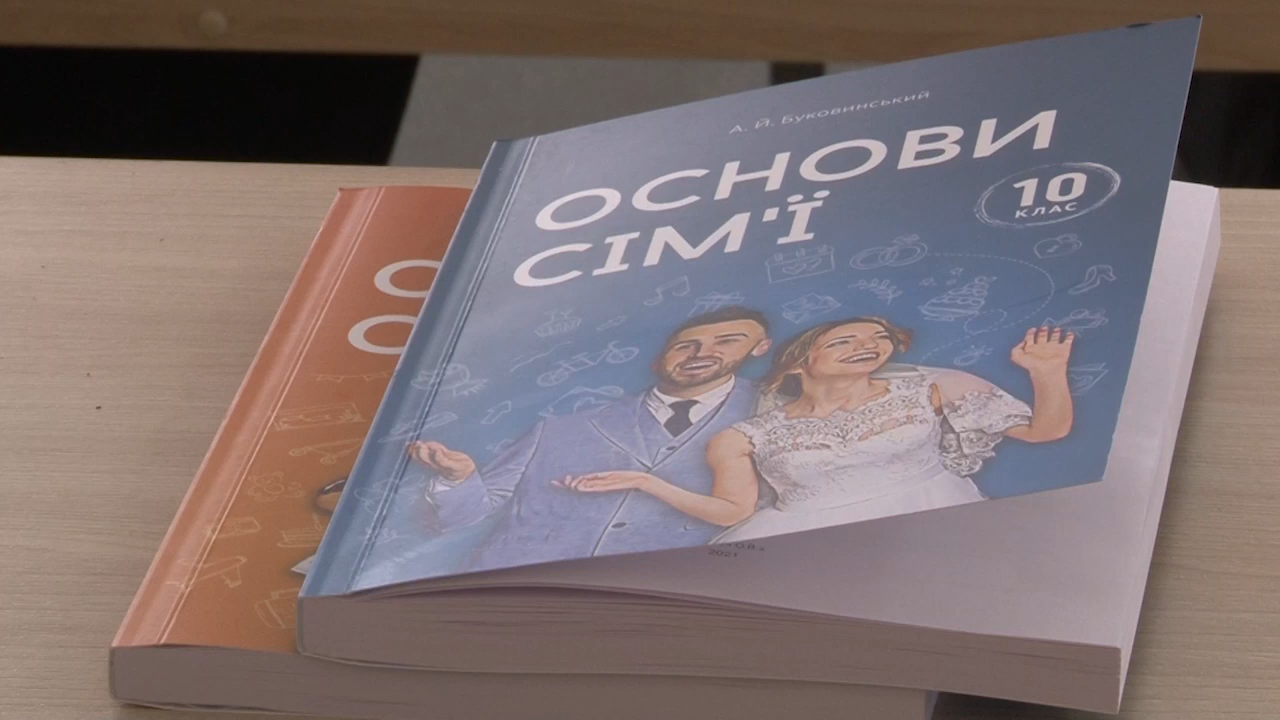 А. Й. Буковинський
ОСНОВИ
СІМ'Ї
10
КЛАС
О
С
2021